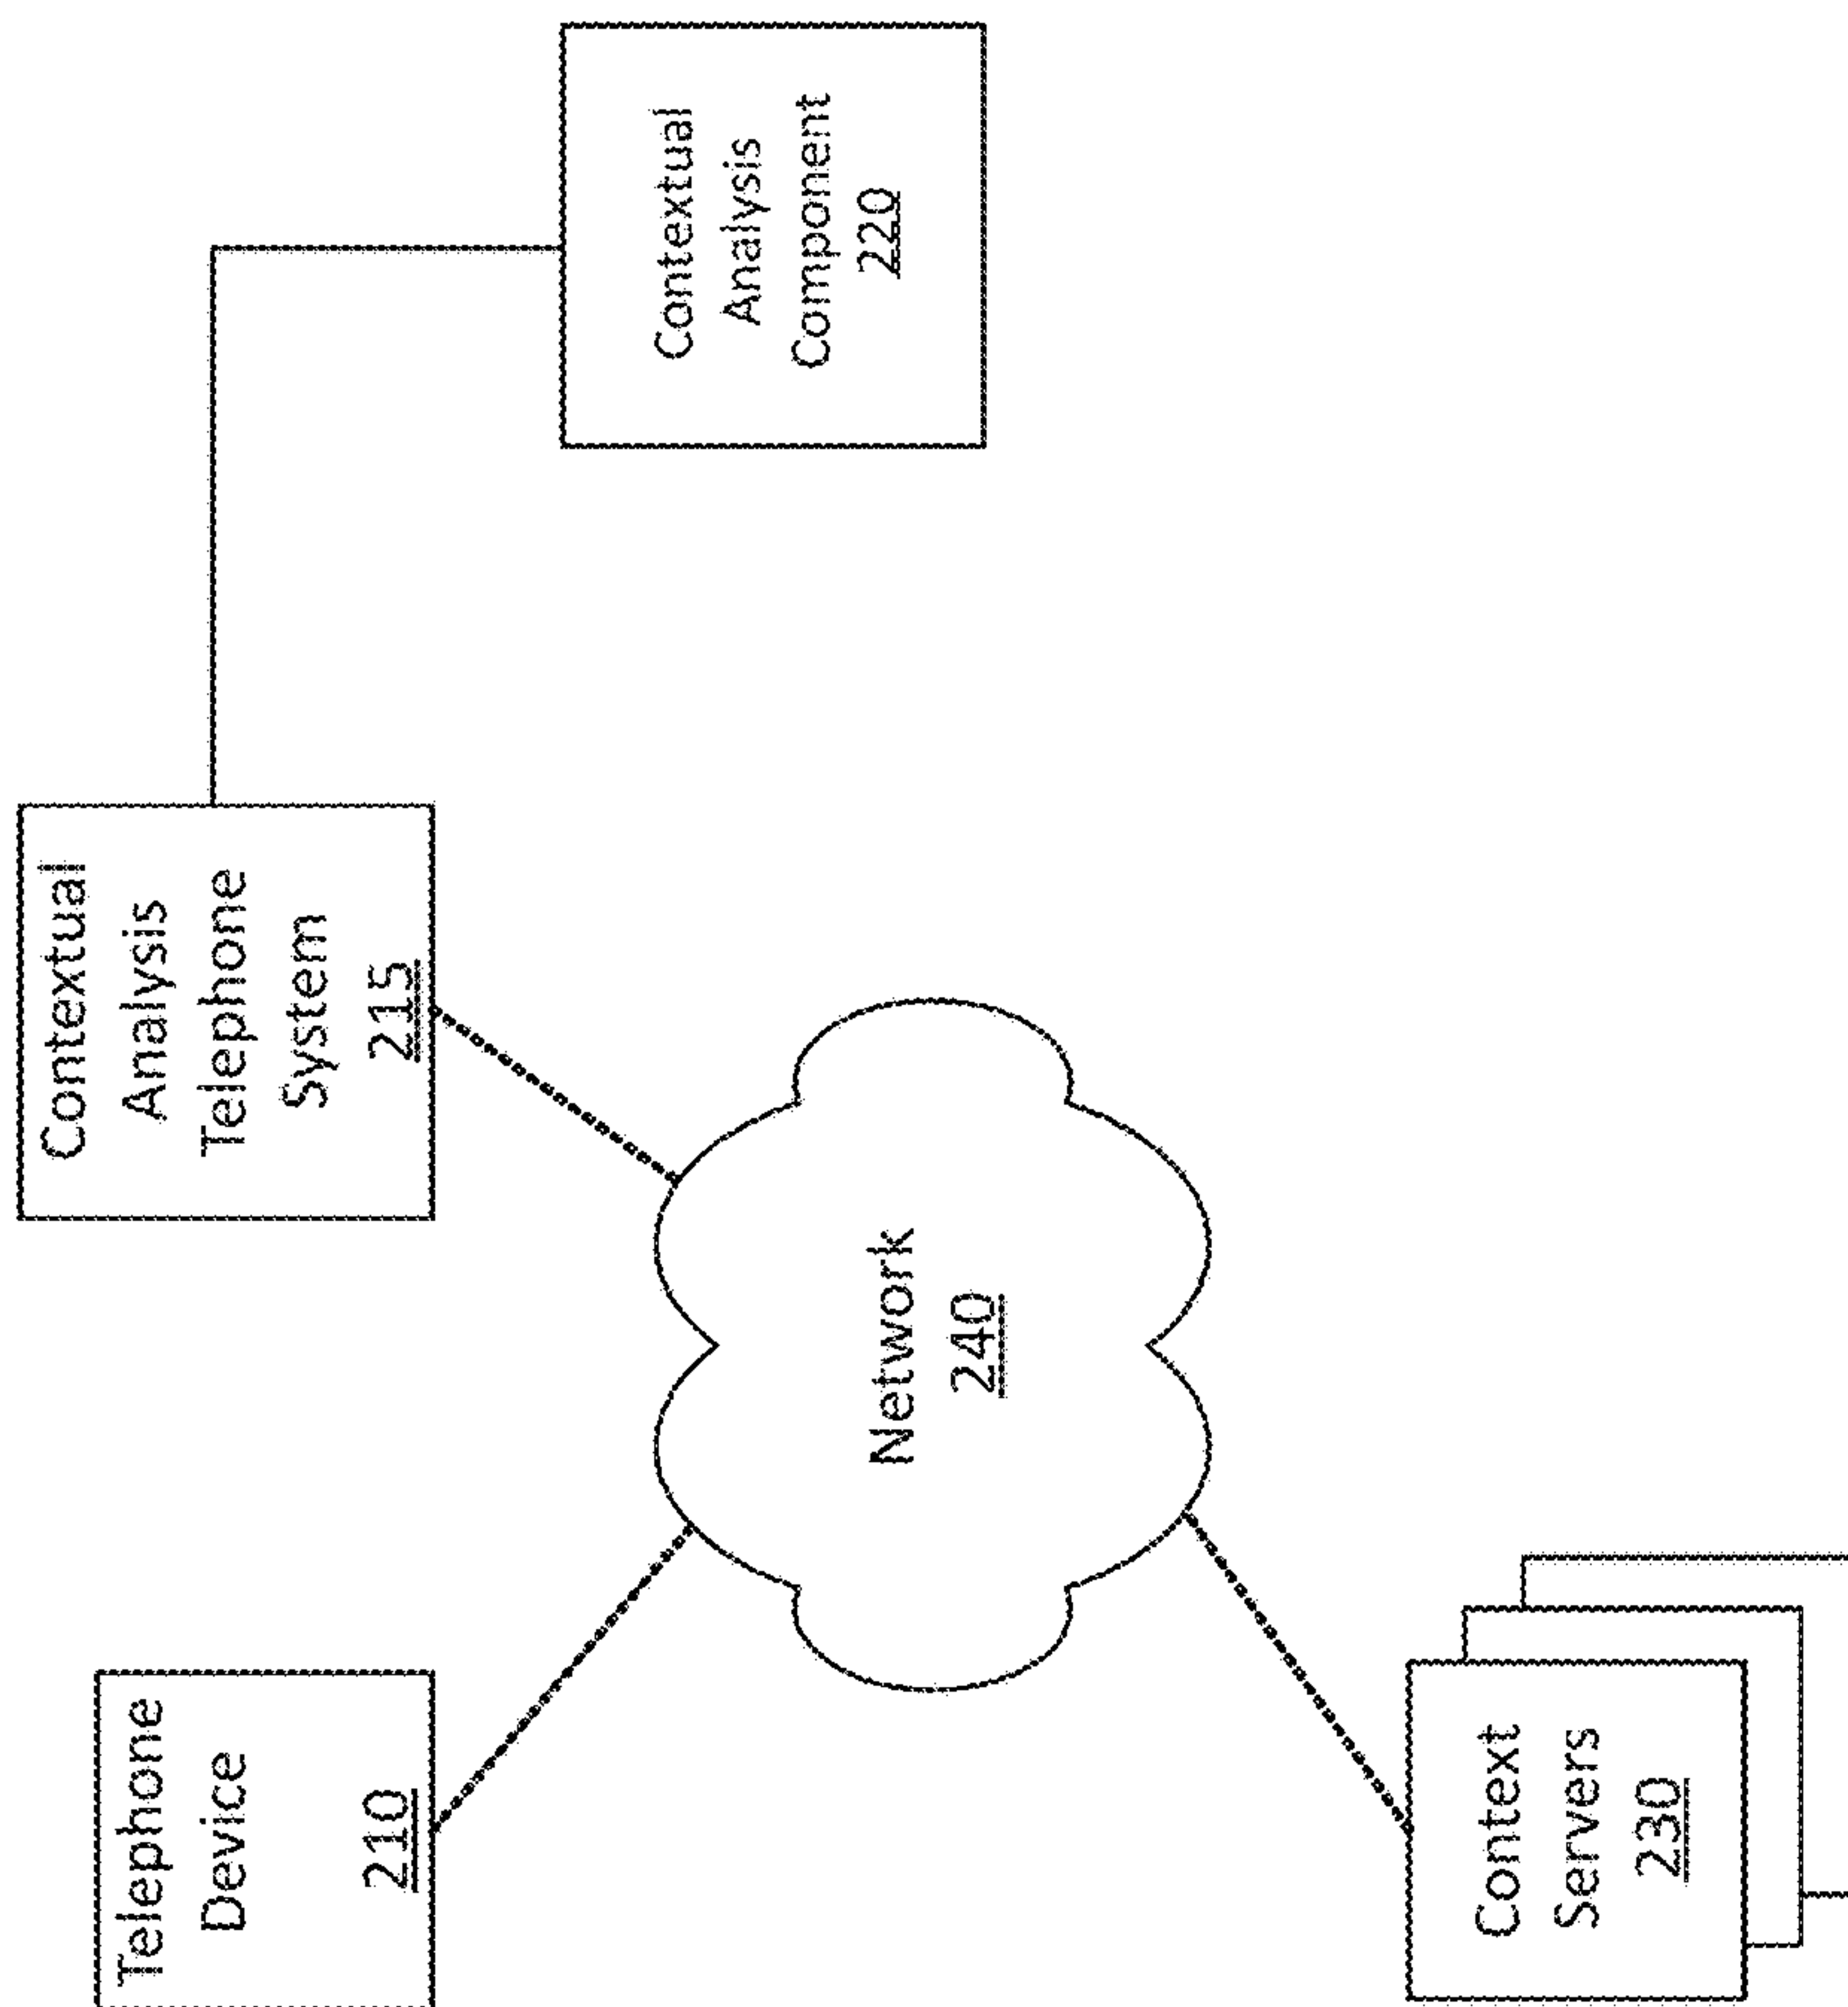 Telephone
Device
210
Contextual
Analysis
Telephone
System
215
Contextual
Analysis
Component
220
Network
240
Context
Servers
230